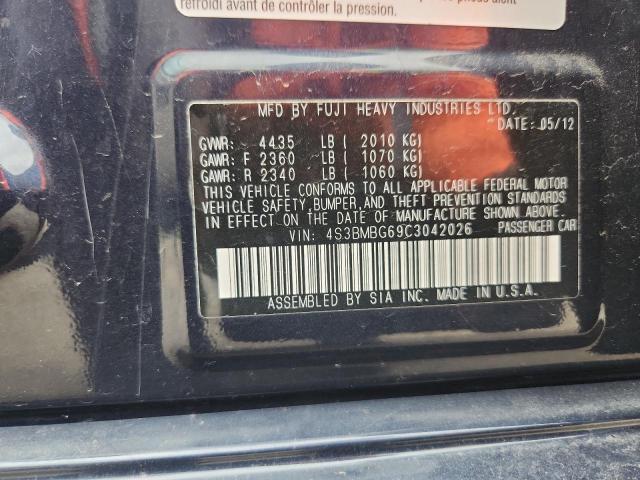 refroidi avant de contrôler la pression.
MFD BY FUJI HEAVY INDUSTRIES LTD.
DATE: 05/12
GVWR: 4435 LB ( 2010 KG)
GAWR: F 2360 LB ( 1070 KG)
GAWR: R 2340 LB ( 1060 KG)
THIS VEHICLE CONFORMS TO ALL APPLICABLE FEDERAL MOTOR
VEHICLE SAFETY, BUMPER, AND THEFT PREVENTION STANDARDS
IN EFFECT ON THE DATE OF MANUFACTURE SHOWN ABOVE.
VIN: 4S3BMBG69C3042026 PASSENGER CAR
ASSEMBLED BY SIA INC. MADE IN U.S.A.